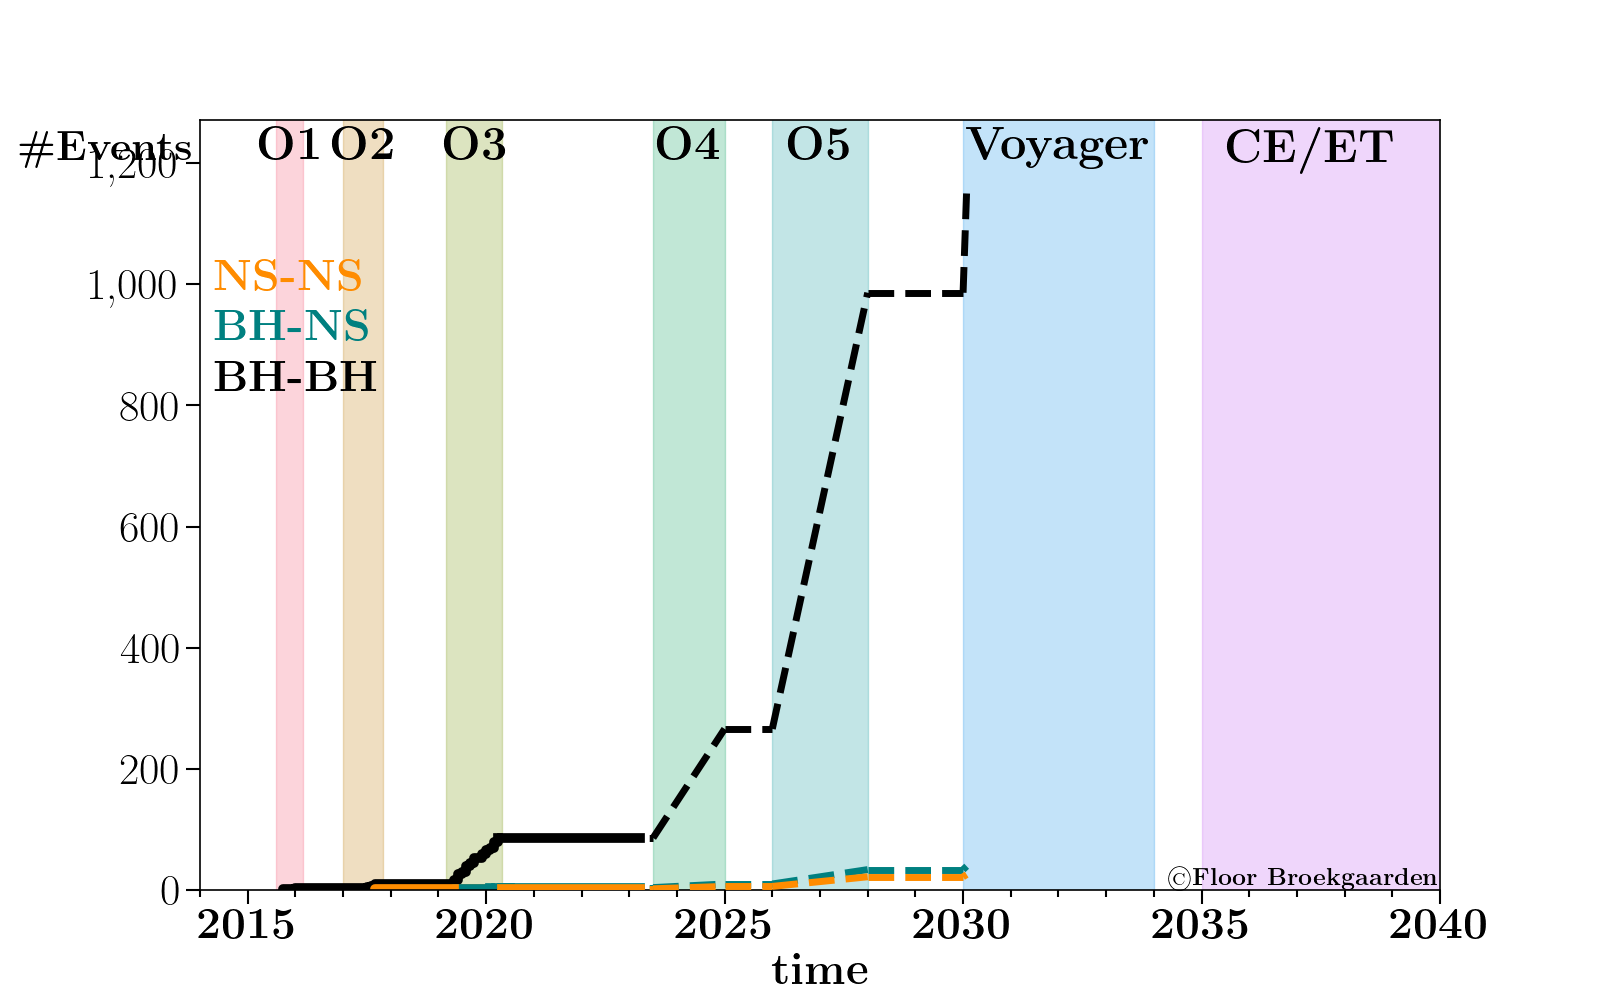 #Events
O1 O2 O3 O4 O5 Voyager CE/ET
1,200
1,000
800
600
400
200
0
NS-NS
BH-NS
BH-BH
©Floor Broekgaarden
2015 2020 2025 2030 2035 2040
time